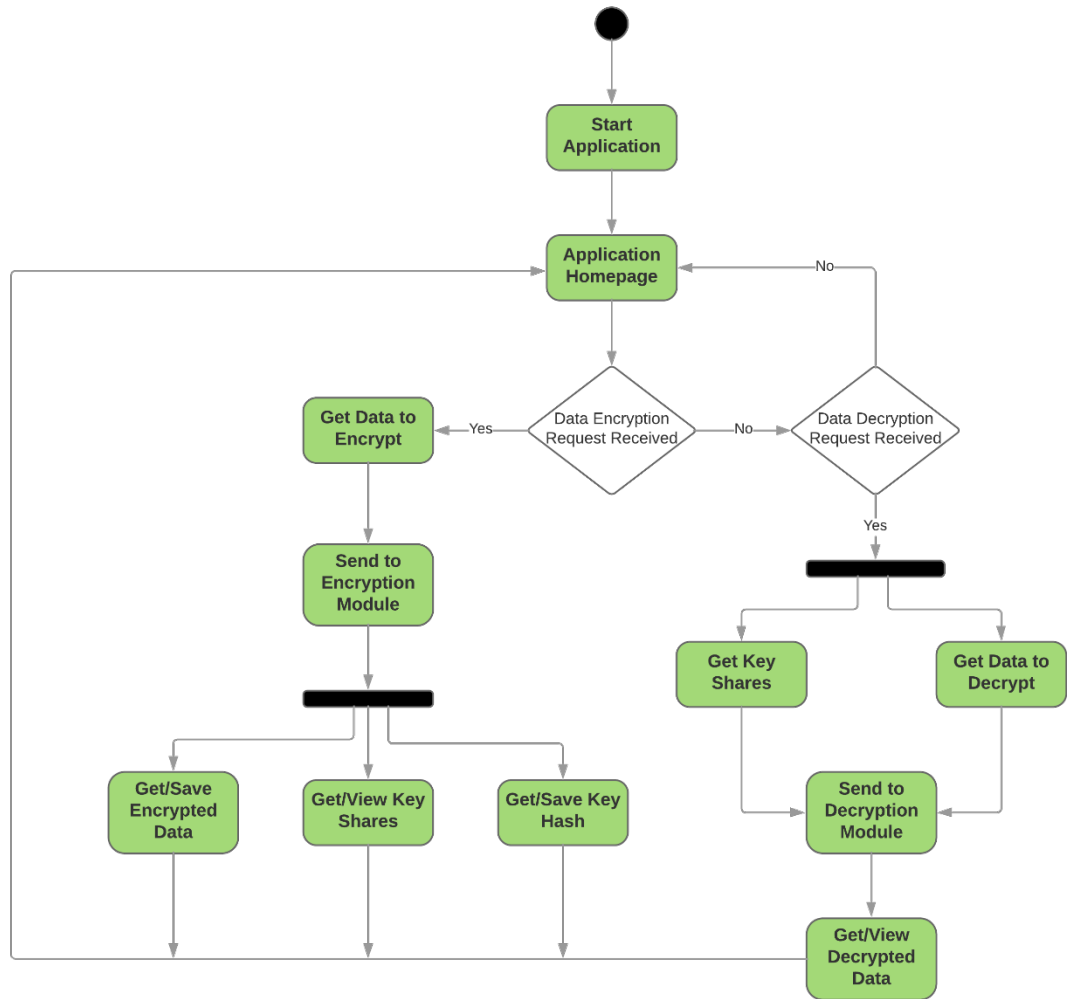 Start
Application
Application
Homepage
No
Get Data to
Encrypt
Yes
Data Encryption
Request Received
No
Data Decryption
Request Received
Yes
Send to
Encryption
Module
Get Key
Shares
Get Data to
Decrypt
Get/Save
Encrypted
Data
Get/View Key
Shares
Get/Save Key
Hash
Send to
Decryption
Module
Get/View
Decrypted
Data